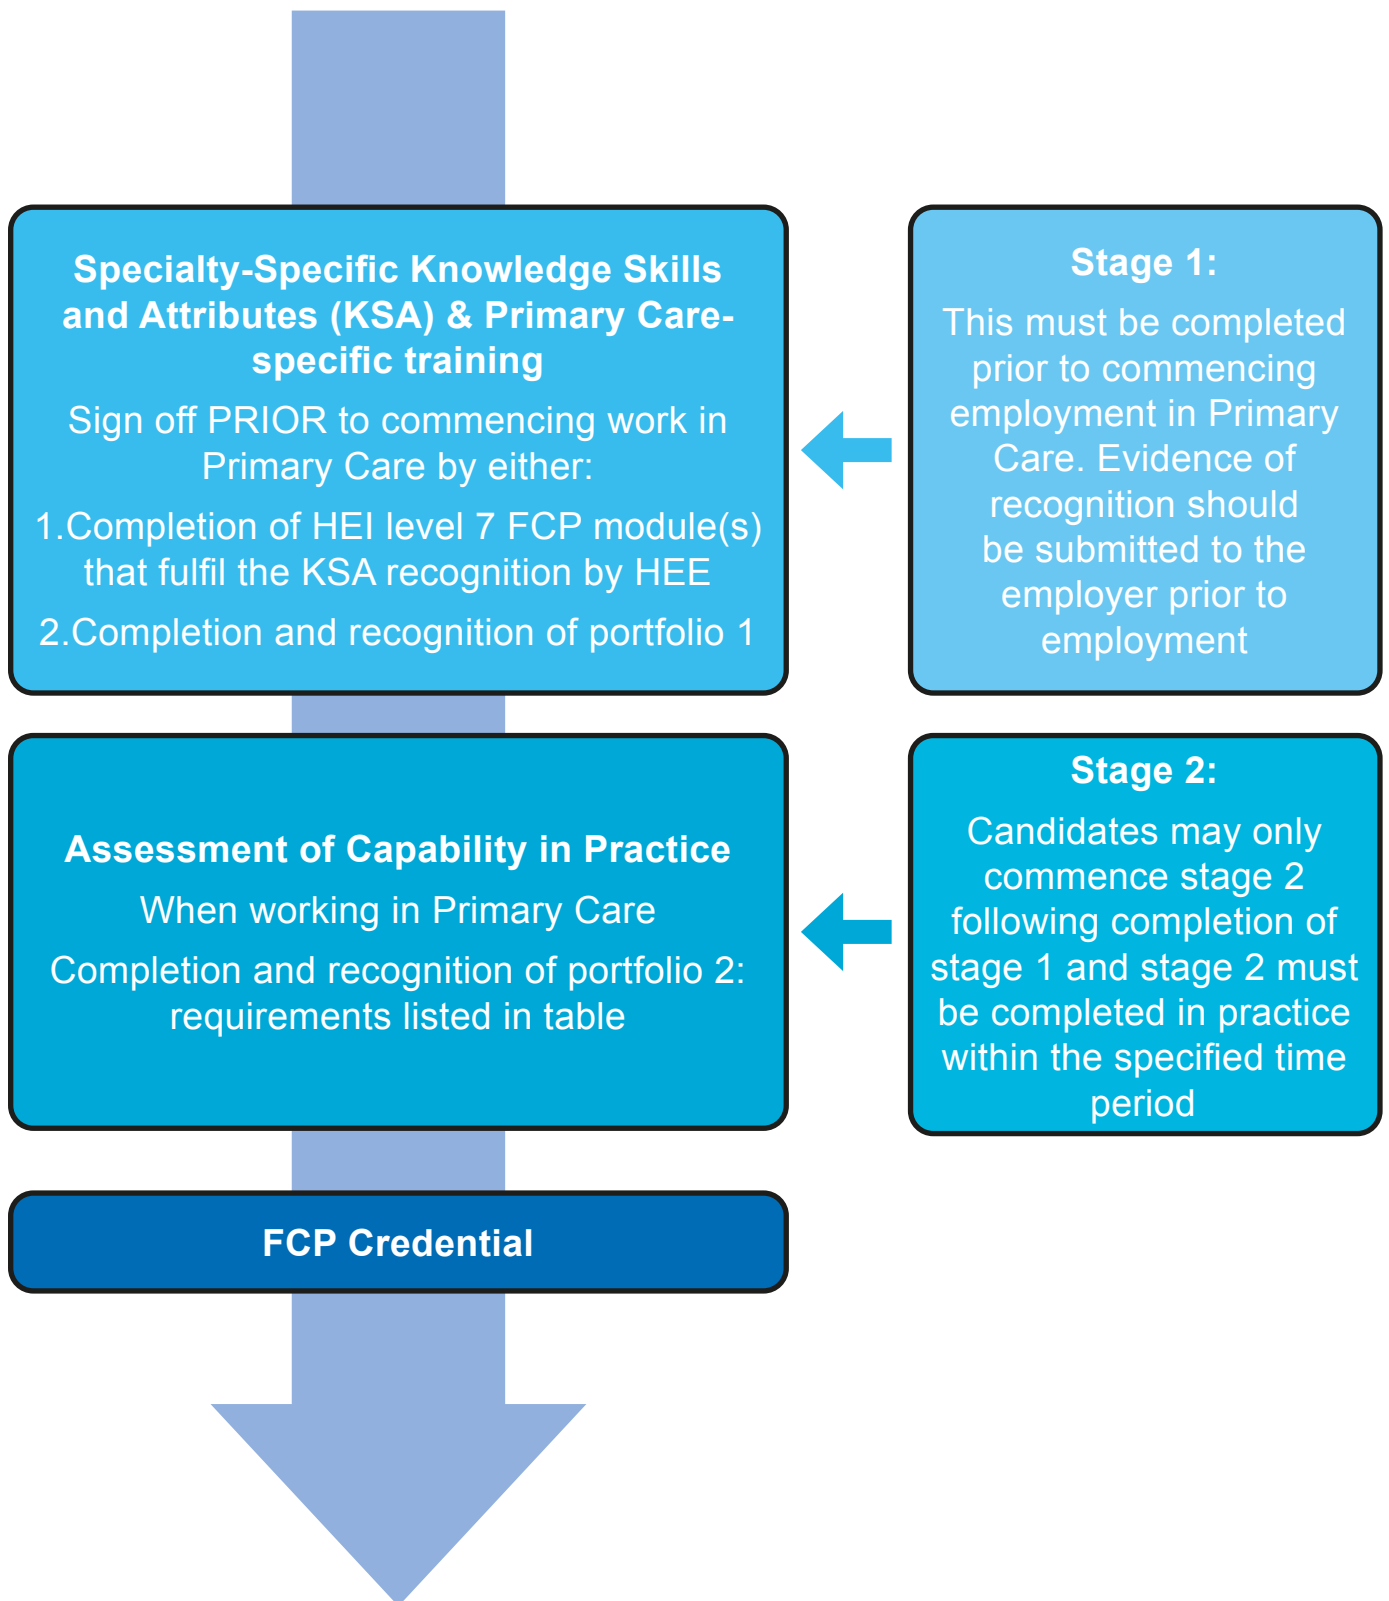 Specialty-Specific Knowledge Skills
and Attributes (KSA) & Primary Care-
specific training
Sign off PRIOR to commencing work in
Primary Care by either:
1.Completion of HEI level 7 FCP module(s)
that fulfil the KSA recognition by HEE
2.Completion and recognition of portfolio 1
Stage 1:
This must be completed
prior to commencing
employment in Primary
Care. Evidence of
recognition should
be submitted to the
employer prior to
employment
Assessment of Capability in Practice
When working in Primary Care
Completion and recognition of portfolio 2:
requirements listed in table
Stage 2:
Candidates may only
commence stage 2
following completion of
stage 1 and stage 2 must
be completed in practice
within the specified time
period
FCP Credential